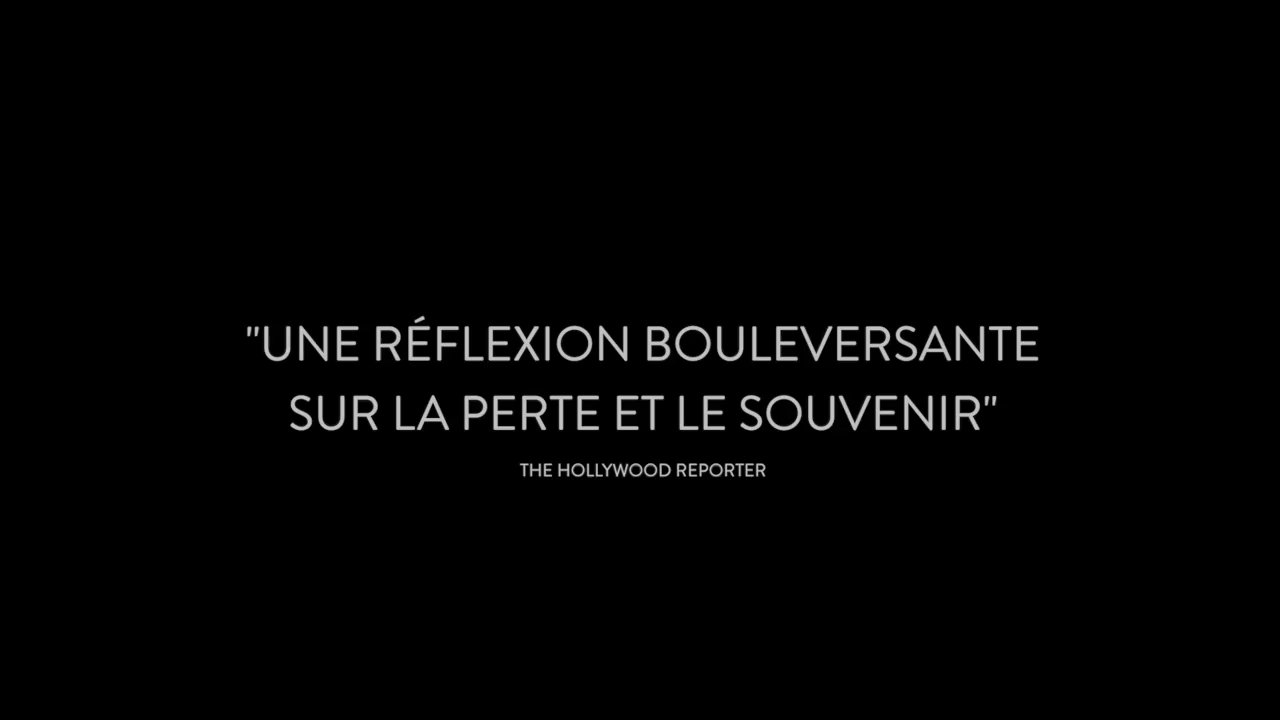 "UNE RÉFLEXION BOULEVERSANTE
SUR LA PERTE ET LE SOUVENIR"
THE HOLLYWOOD REPORTER